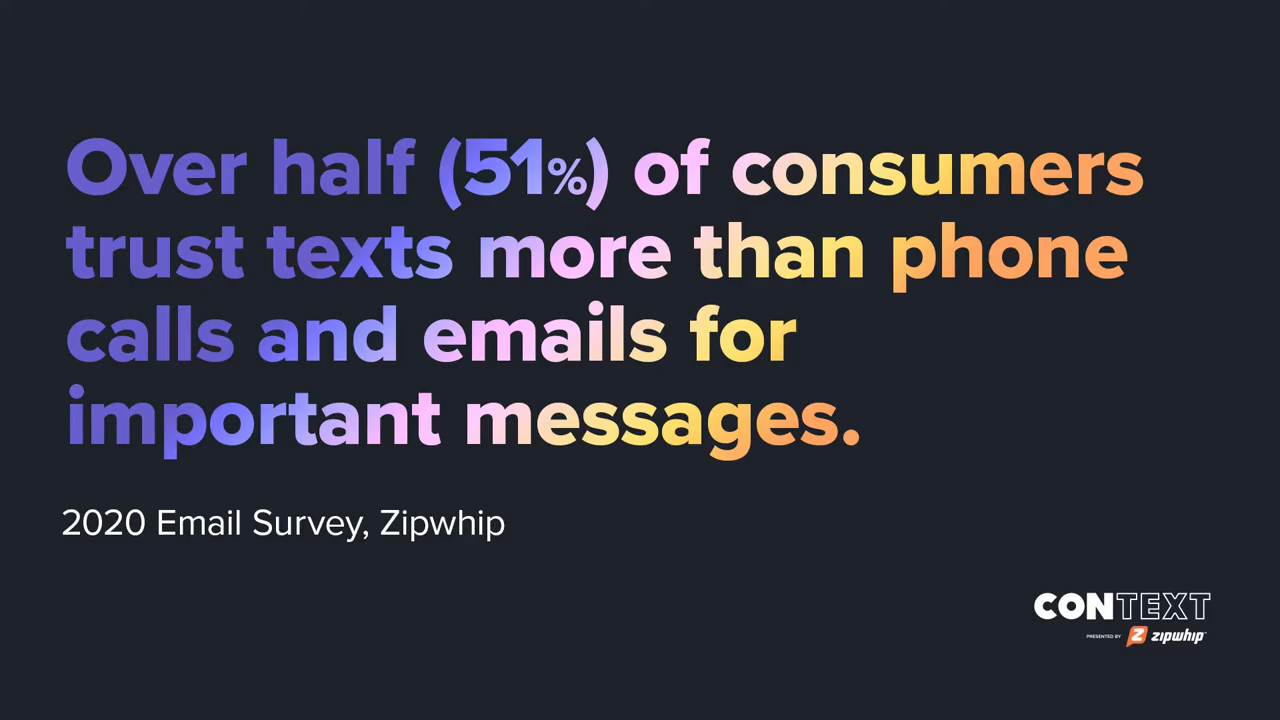 Over half (51%) of consumers
trust texts more than phone
calls and emails for
important messages.
2020 Email Survey, Zipwhip
CONTEXT
PRESENTED BY Z zipwhip